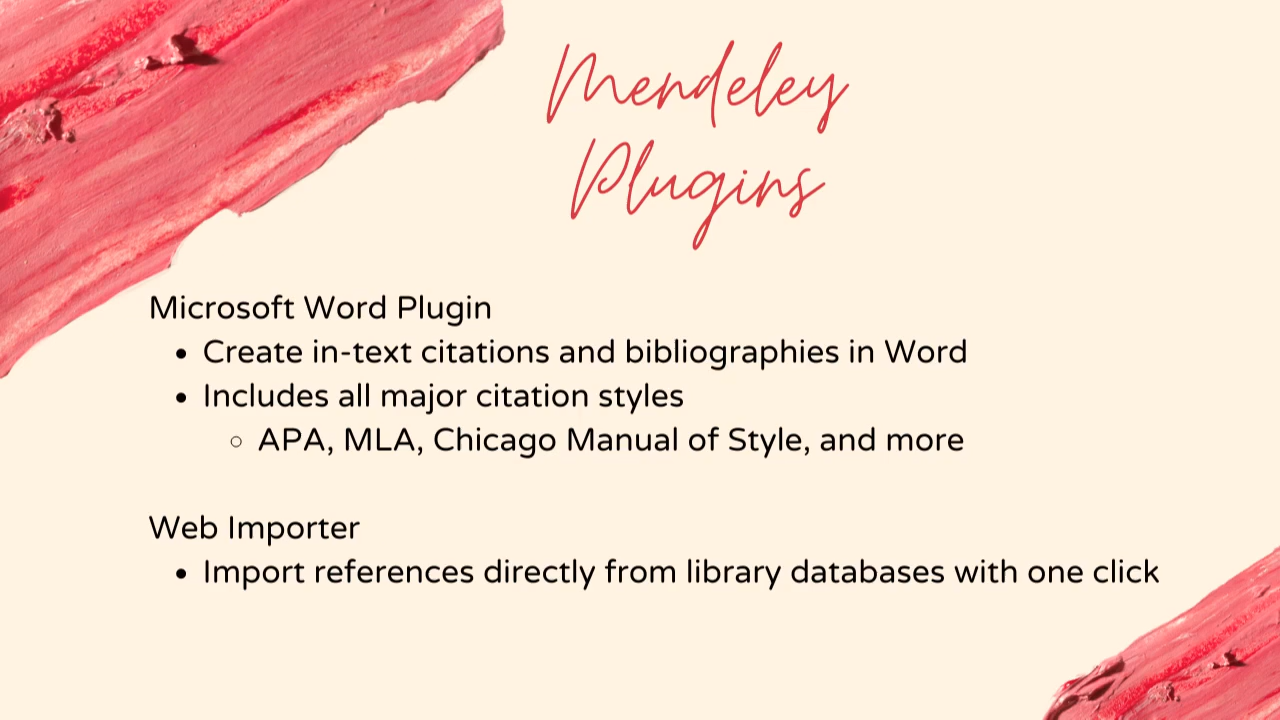 Mendeley
Plugins
Microsoft Word Plugin
• Create in-text citations and bibliographies in Word
• Includes all major citation styles
◦ APA, MLA, Chicago Manual of Style, and more
Web Importer
• Import references directly from library databases with one click